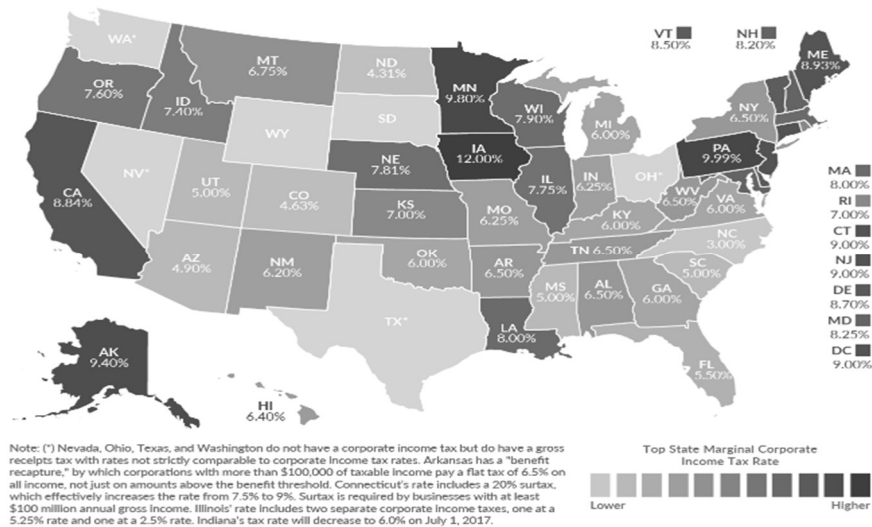 VT
8.50%
NH
8.20%
WA*
MT
6.75%
ND
4.31%
MN
9.80%
ME
8.93%
OR
7.60%
ID
7.40%
WY
SD
WI
7.90%
MI
6.00%
NY
6.50%
NV*
UT
5.00%
CO
4.63%
NE
7.81%
IA
12.00%
IL
7.75%
IN
6.25%
OH*
PA
9.99%
CA
8.84%
KS
7.00%
MO
6.25%
KY
6.00%
WV
6.50%
VA
6.00%
MA
8.00%
RI
7.00%
CT
9.00%
NJ
9.00%
DE
8.70%
MD
8.25%
DC
9.00%
AZ
4.90%
NM
6.20%
OK
6.00%
AR
6.50%
TN 6.50%
NC
3.00%
SC
5.00%
TX*
LA
8.00%
MS
5.00%
AL
6.50%
GA
6.00%
FL
5.50%
AK
9.40%
HI
6.40%
Note: (*) Nevada, Ohio, Texas, and Washington do not have a corporate income tax but do have a gross
receipts tax with rates not strictly comparable to corporate income tax rates. Arkansas has a "benefit
recapture," by which corporations with more than $100,000 of taxable income pay a flat tax of 6.5% on
all income, not just on amounts above the benefit threshold. Connecticut's rate includes a 20% surtax,
which effectively increases the rate from 7.5% to 9%. Surtax is required by businesses with at least
$100 million annual gross income. Illinois' rate includes two separate corporate income taxes, one at a
5.25% rate and one at a 2.5% rate. Indiana's tax rate will decrease to 6.0% on July 1, 2017.
Top State Marginal Corporate
Income Tax Rate
Lower
Higher